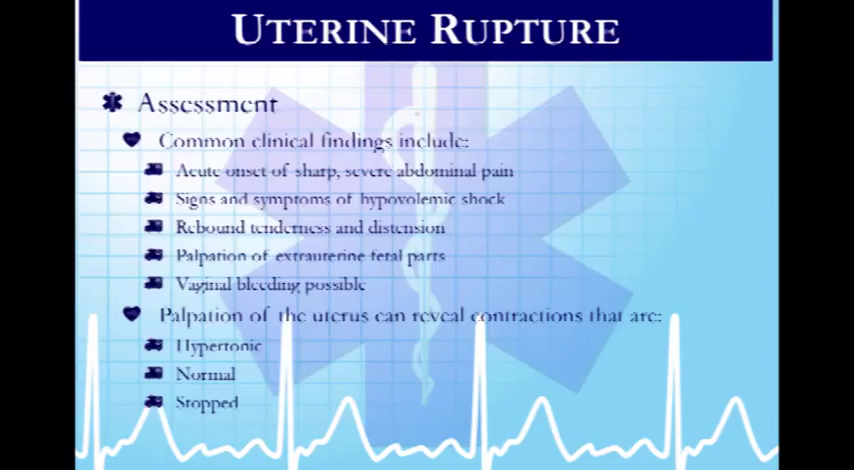 UTERINE RUPTURE
Assessment
Common clinical findings include:
Acute onset of sharp, severe abdominal pain
Signs and symptoms of hypovolemic shock
Rebound tenderness and distension
Palpation of extrauterine fetal parts
Vaginal bleeding possible
Palpation of the uterus can reveal contractions that are:
Hypertonic
Normal
Stopped